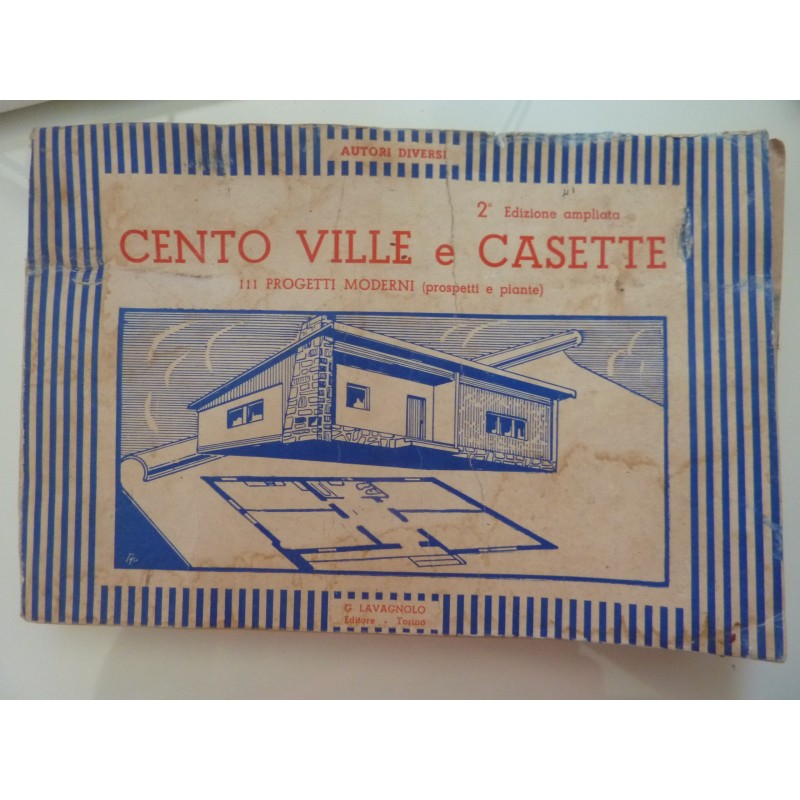 AUTORI DIVERSI
2ª Edizione ampliata
CENTO VILLE e CASETTE
111 PROGETTI MODERNI (prospetti e piante)
G. LAVAGNOLO
Editore - Torino